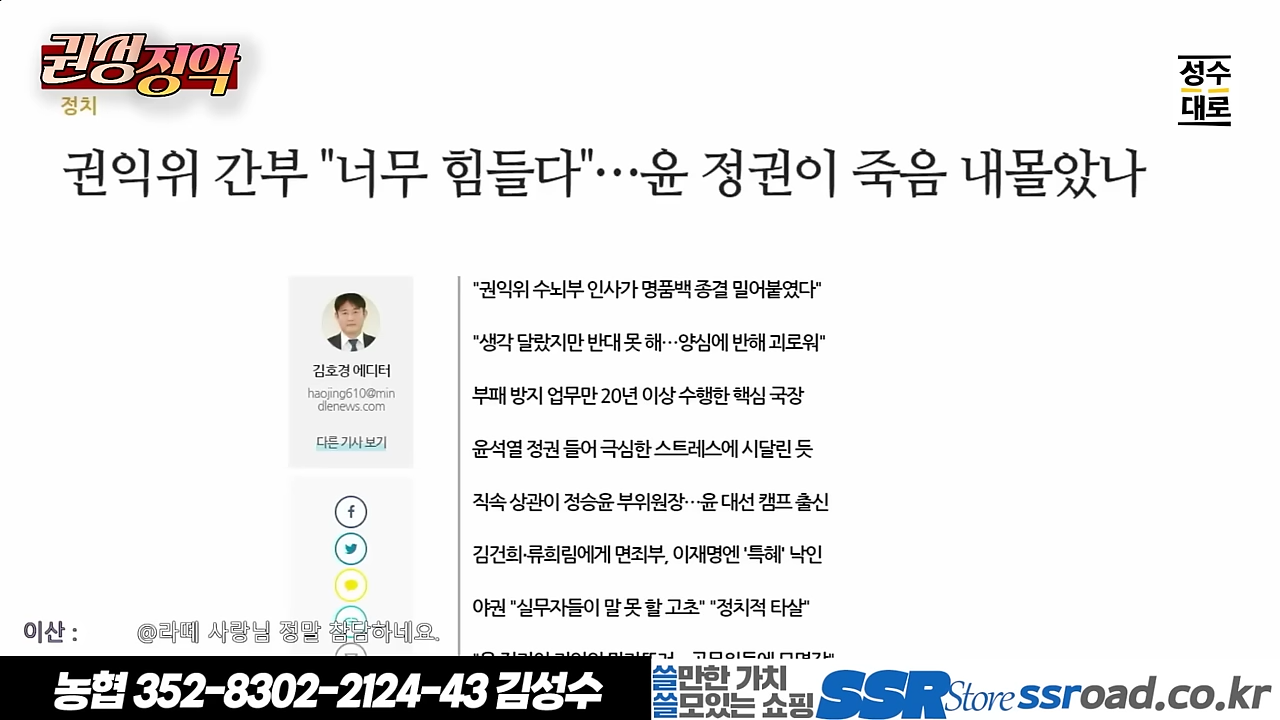 권성징악
성수
대로
정치
권익위 간부 "너무 힘들다"…윤 정권이 죽음 내몰았나
"권익위 수뇌부 인사가 명품백 종결 밀어붙였다"
"생각 달랐지만 반대 못 해…양심에 반해 괴로워"
김호경 에디터
haojing610@min
dlenews.com
부패 방지 업무만 20년 이상 수행한 핵심 국장
다른 기사 보기
윤석열 정권 들어 극심한 스트레스에 시달린 듯
직속 상관이 정승윤 부위원장…윤 대선 캠프 출신
김건희·류희림에게 면죄부, 이재명엔 '특혜' 낙인
야권 "실무자들이 말 못 할 고초" "정치적 타살"
이산 : @라떼 사랑님 정말 참담하네요.
농협 352-8302-2124-43 김성수
쓸만한 가치
쓸모있는 쇼핑
SSR Store ssroad.co.kr